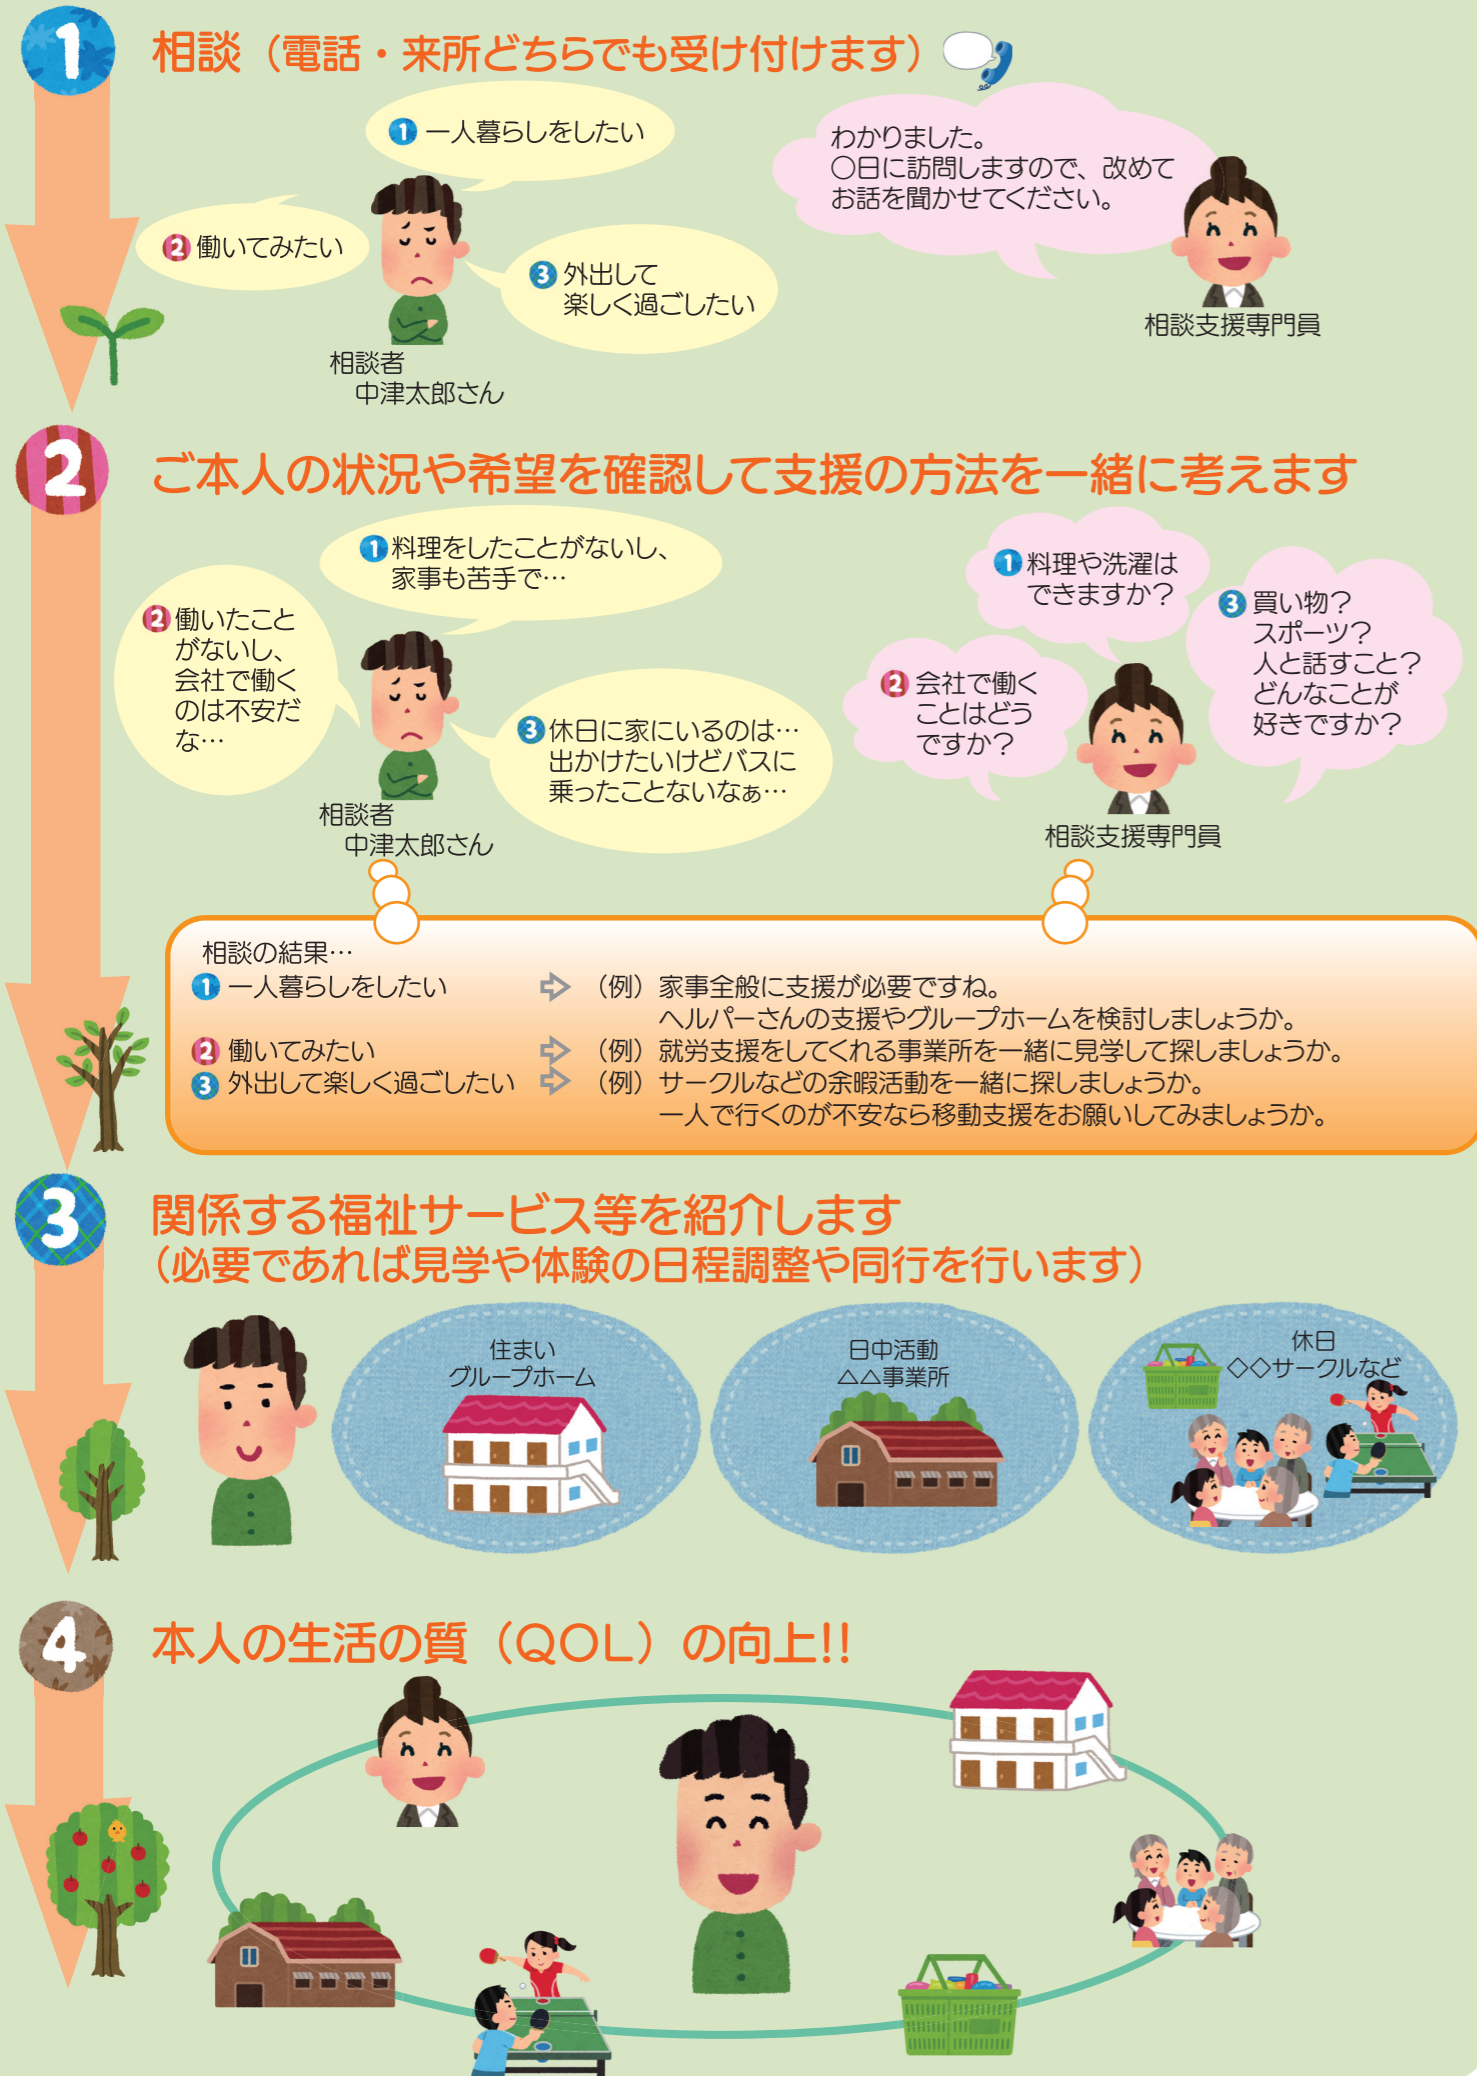 1 相談（電話・来所どちらでも受け付けます）
1 一人暮らしをしたい
2 働いてみたい
3 外出して
楽しく過ごしたい
相談者
中津太郎さん
わかりました。
〇日に訪問しますので、改めて
お話を聞かせてください。
相談支援専門員
2 ご本人の状況や希望を確認して支援の方法を一緒に考えます
1 料理をしたことがないし、
家事も苦手で…
2 働いたこと
がないし、
会社で働く
のは不安だ
な…
3 休日に家にいるのは…
出かけたいけどバスに
乗ったことないなぁ…
相談者
中津太郎さん
1 料理や洗濯は
できますか？
2 会社で働く
ことはどう
ですか？
3 買い物？
スポーツ？
人と話すこと？
どんなことが
好きですか？
相談支援専門員
相談の結果…
1 一人暮らしをしたい ⇨ （例）家事全般に支援が必要ですね。
ヘルパーさんの支援やグループホームを検討しましょうか。
2 働いてみたい ⇨ （例）就労支援をしてくれる事業所を一緒に見学して探しましょうか。
3 外出して楽しく過ごしたい ⇨ （例）サークルなどの余暇活動を一緒に探しましょうか。
一人で行くのが不安なら移動支援をお願いしてみましょうか。
3 関係する福祉サービス等を紹介します
（必要であれば見学や体験の日程調整や同行を行います）
住まい
グループホーム
日中活動
△△事業所
休日
◇◇サークルなど
4 本人の生活の質（QOL）の向上!!